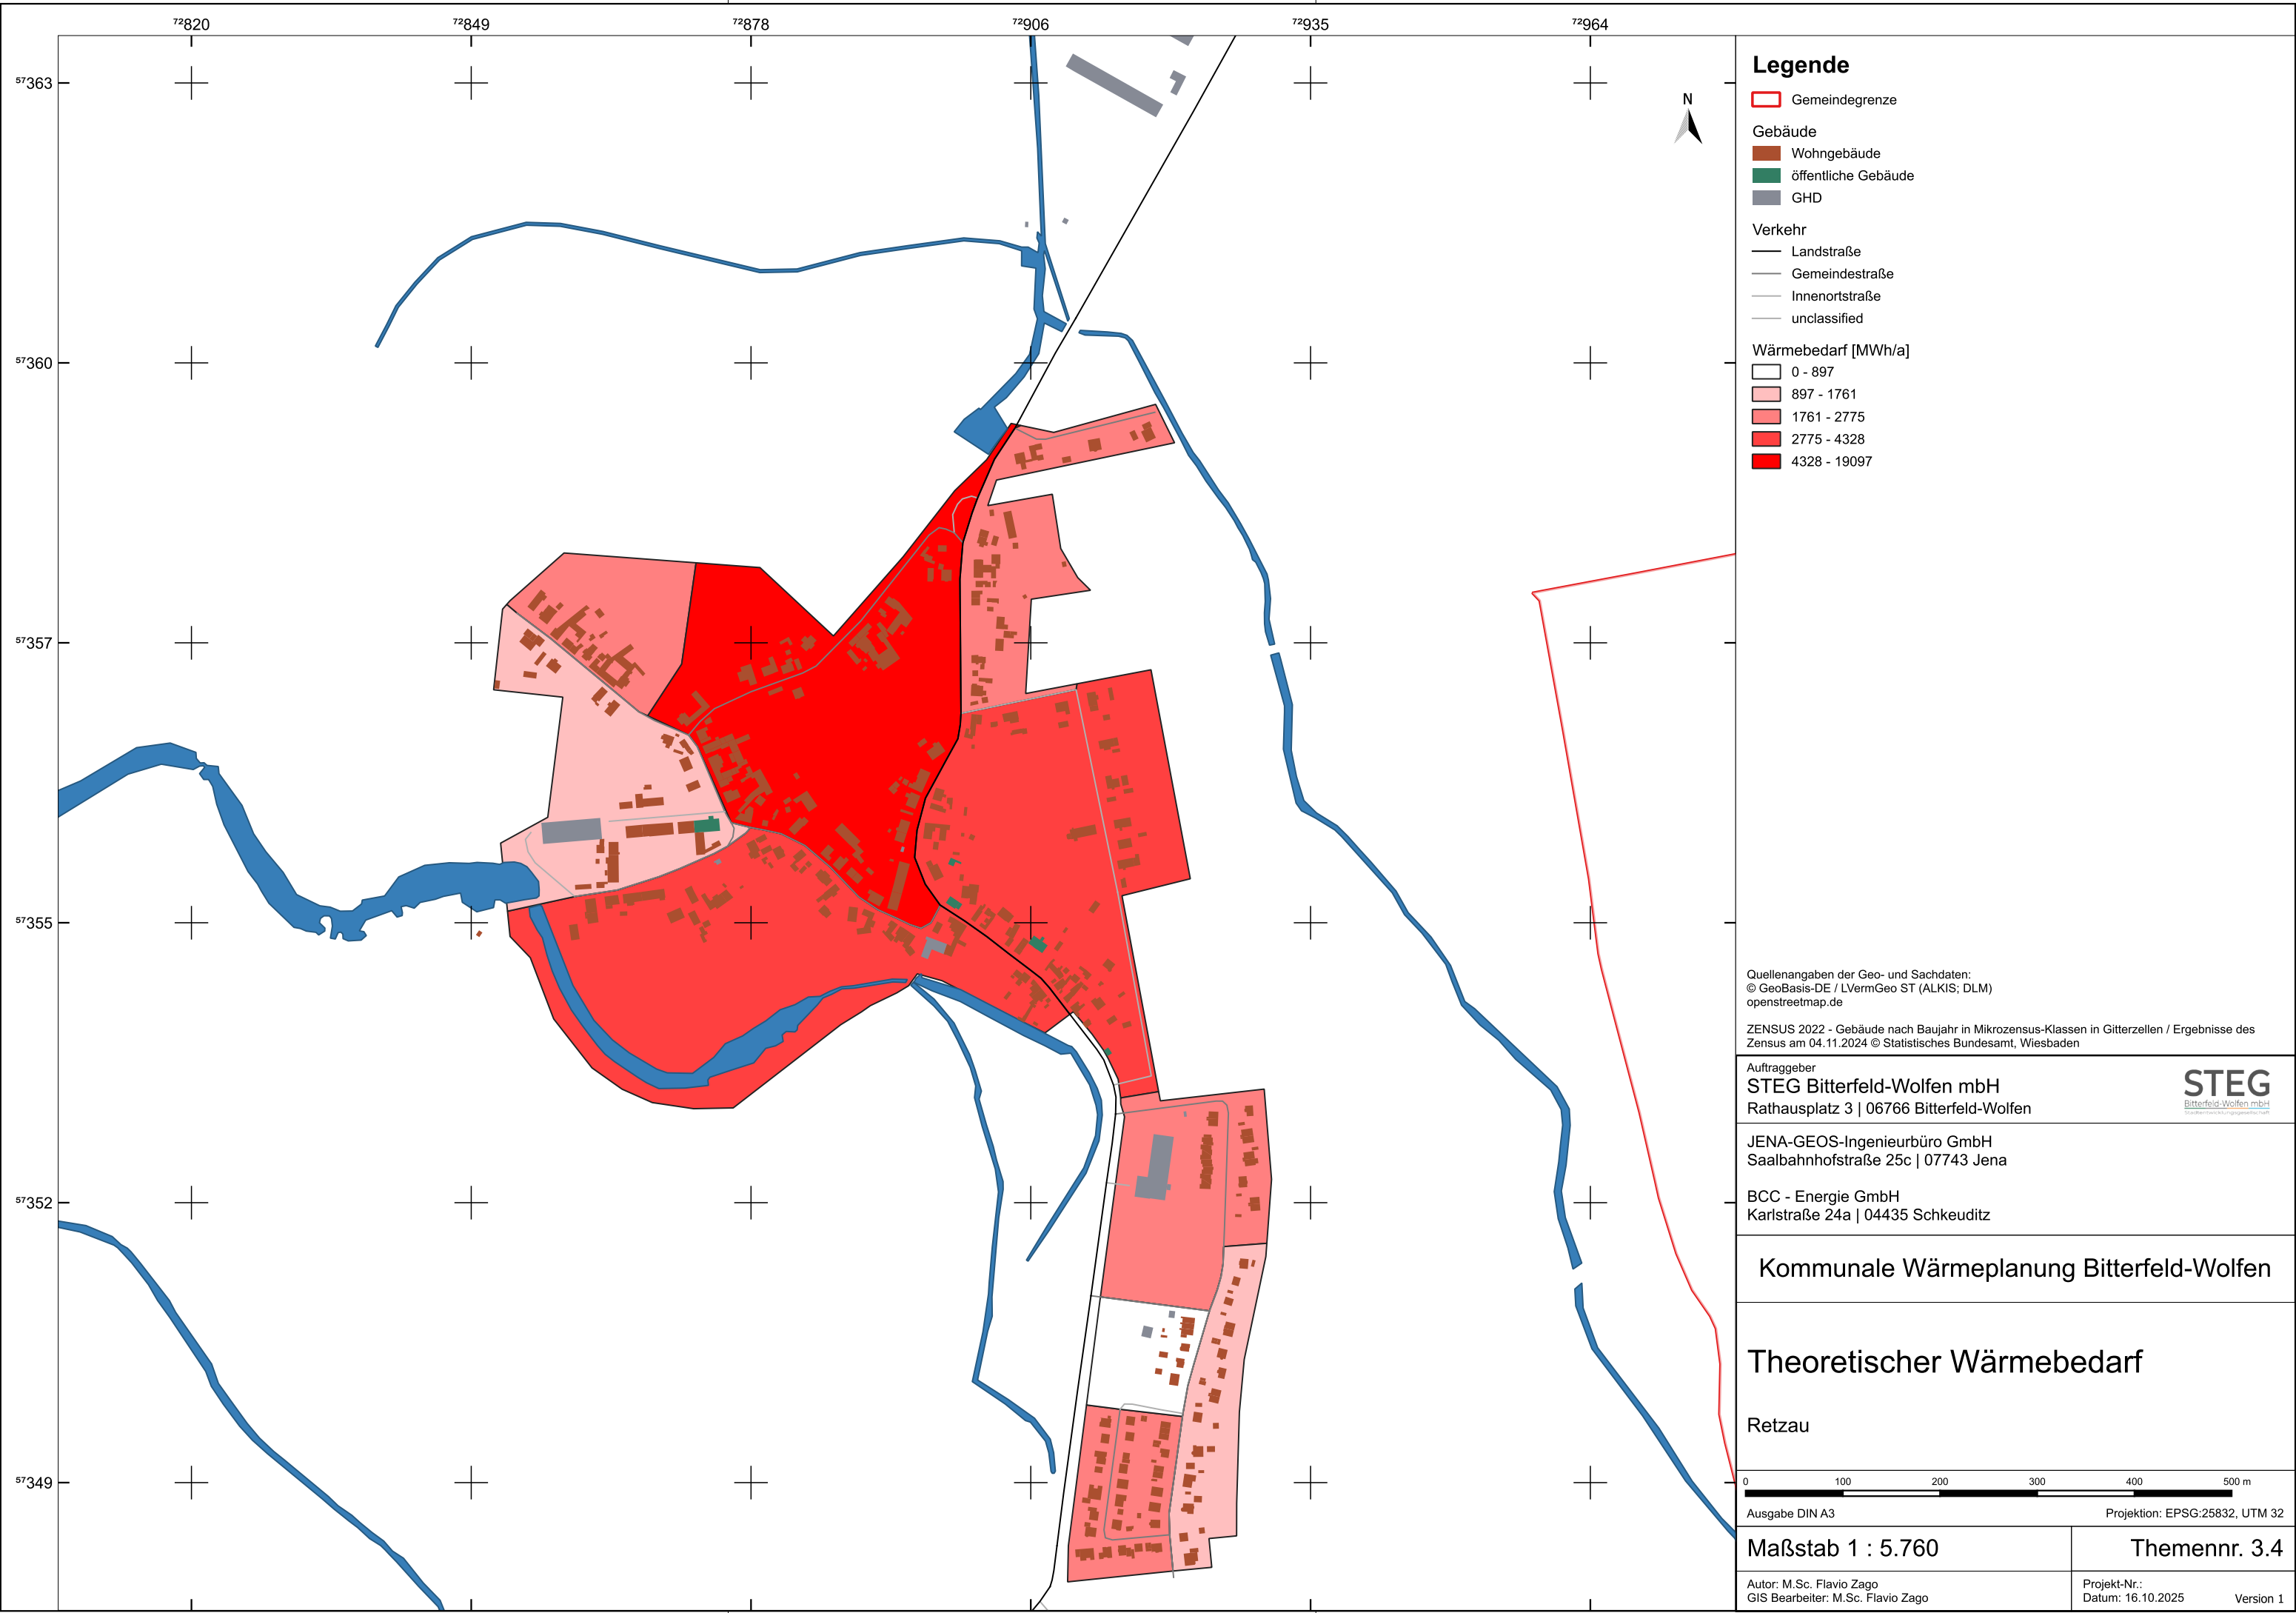 ⁷²820
⁷²849
⁷²878
⁷²906
⁷²935
⁷²964
⁵⁷363
⁵⁷360
⁵⁷357
⁵⁷355
⁵⁷352
⁵⁷349
N
Legende
Gemeindegrenze
Gebäude
Wohngebäude
öffentliche Gebäude
GHD
Verkehr
Landstraße
Gemeindestraße
Innenortstraße
unclassified
Wärmebedarf [MWh/a]
0 - 897
897 - 1761
1761 - 2775
2775 - 4328
4328 - 19097
Quellenangaben der Geo- und Sachdaten:
© GeoBasis-DE / LVermGeo ST (ALKIS; DLM)
openstreetmap.de
ZENSUS 2022 - Gebäude nach Baujahr in Mikrozensus-Klassen in Gitterzellen / Ergebnisse des
Zensus am 04.11.2024 © Statistisches Bundesamt, Wiesbaden
Auftraggeber
STEG Bitterfeld-Wolfen mbH
Rathausplatz 3 | 06766 Bitterfeld-Wolfen
STEG
Bitterfeld-Wolfen mbH
Stadtentwicklungsgesellschaft
JENA-GEOS-Ingenieurbüro GmbH
Saalbahnhofstraße 25c | 07743 Jena
BCC - Energie GmbH
Karlstraße 24a | 04435 Schkeuditz
Kommunale Wärmeplanung Bitterfeld-Wolfen
Theoretischer Wärmebedarf
Retzau
0 100 200 300 400 500 m
Ausgabe DIN A3 Projektion: EPSG:25832, UTM 32
Maßstab 1 : 5.760 Themennr. 3.4
Autor: M.Sc. Flavio Zago Projekt-Nr.:
GIS Bearbeiter: M.Sc. Flavio Zago Datum: 16.10.2025 Version 1